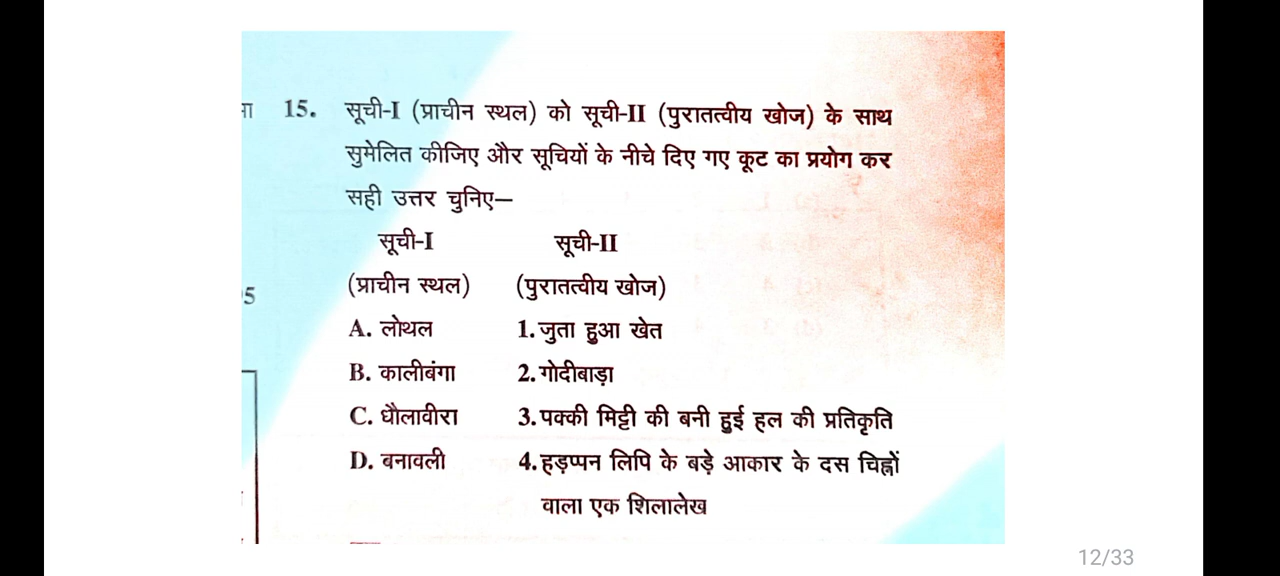 15. सूची-I (प्राचीन स्थल) को सूची-II (पुरातत्वीय खोज) के साथ
सुमेलित कीजिए और सूचियों के नीचे दिए गए कूट का प्रयोग कर
सही उत्तर चुनिए–
सूची-I सूची-II
(प्राचीन स्थल) (पुरातत्वीय खोज)
A. लोथल 1. जुता हुआ खेत
B. कालीबंगा 2. गोदीबाड़ा
C. धौलावीरा 3. पक्की मिट्टी की बनी हुई हल की प्रतिकृति
D. बनावली 4. हड़प्पन लिपि के बड़े आकार के दस चिह्नों
वाला एक शिलालेख
12/33